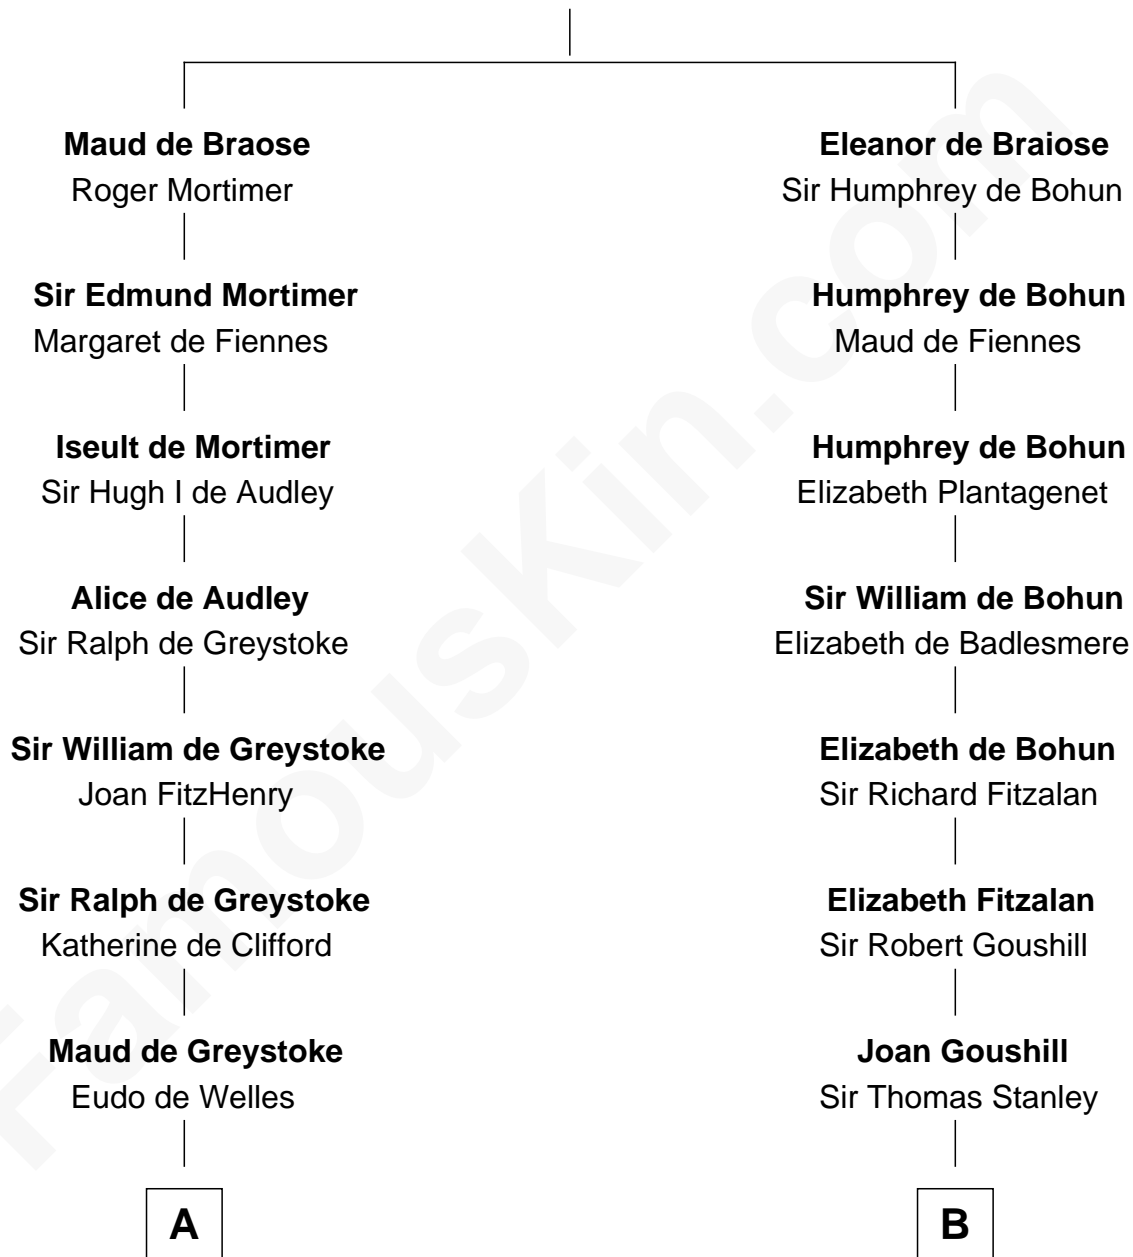 Maud de Braose
Roger Mortimer
Sir Edmund Mortimer
Margaret de Fiennes
Iseult de Mortimer
Sir Hugh I de Audley
Alice de Audley
Sir Ralph de Greystoke
Sir William de Greystoke
Joan FitzHenry
Sir Ralph de Greystoke
Katherine de Clifford
Maud de Greystoke
Eudo de Welles
A
Eleanor de Braiose
Sir Humphrey de Bohun
Humphrey de Bohun
Maud de Fiennes
Humphrey de Bohun
Elizabeth Plantagenet
Sir William de Bohun
Elizabeth de Badlesmere
Elizabeth de Bohun
Sir Richard Fitzalan
Elizabeth Fitzalan
Sir Robert Goushill
Joan Goushill
Sir Thomas Stanley
B
FamousKin.com